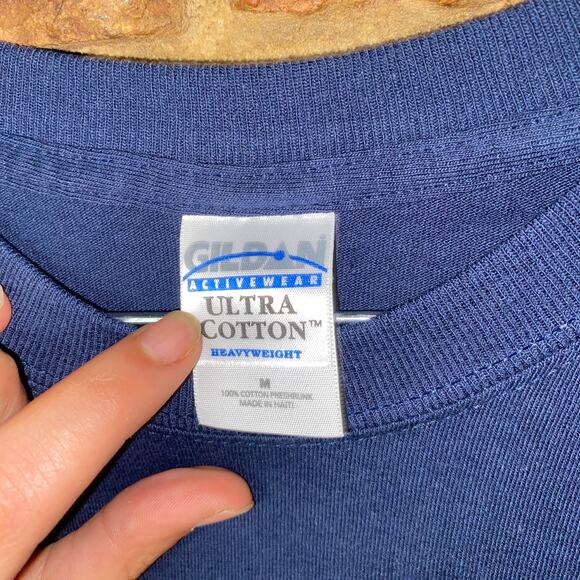 GILDAN
ACTIVEWEAR
ULTRA
COTTON™
HEAVYWEIGHT
M
100% COTTON PRESHRUNK
MADE IN HAITI